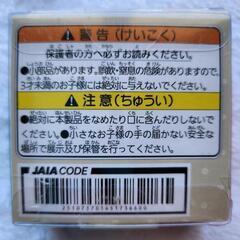 警告(けいこく)
保護者の方へ必ずお読みください。
●小部品があります。誤飲・窒息の危険がありますので、
3才未満のお子様には絶対に与えないでください。
注意(ちゅうい)
●絶対に本製品をなめたり口に含んだりしない
でください。●小さなお子様の手の届かない安全な
場所で展示及び保管を行ってください。
JAIA CODE